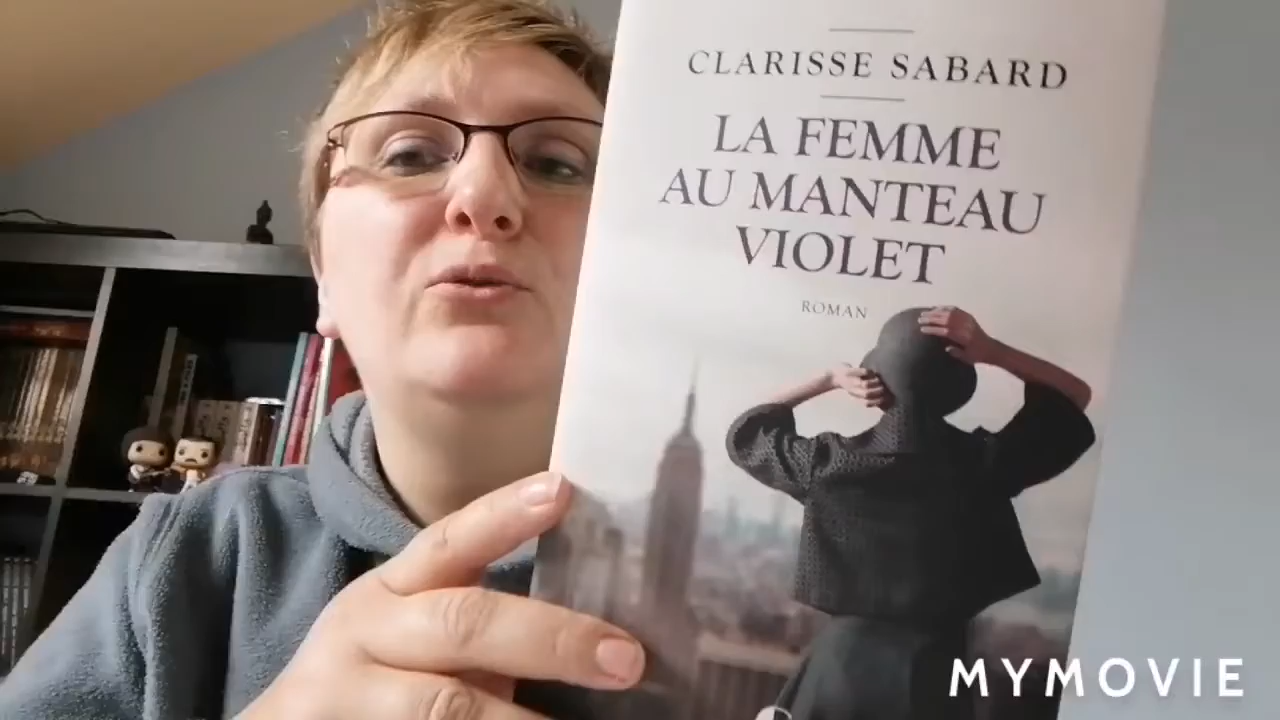 CLARISSE SABARD
LA FEMME
AU MANTEAU
VIOLET
ROMAN
MYMOVIE